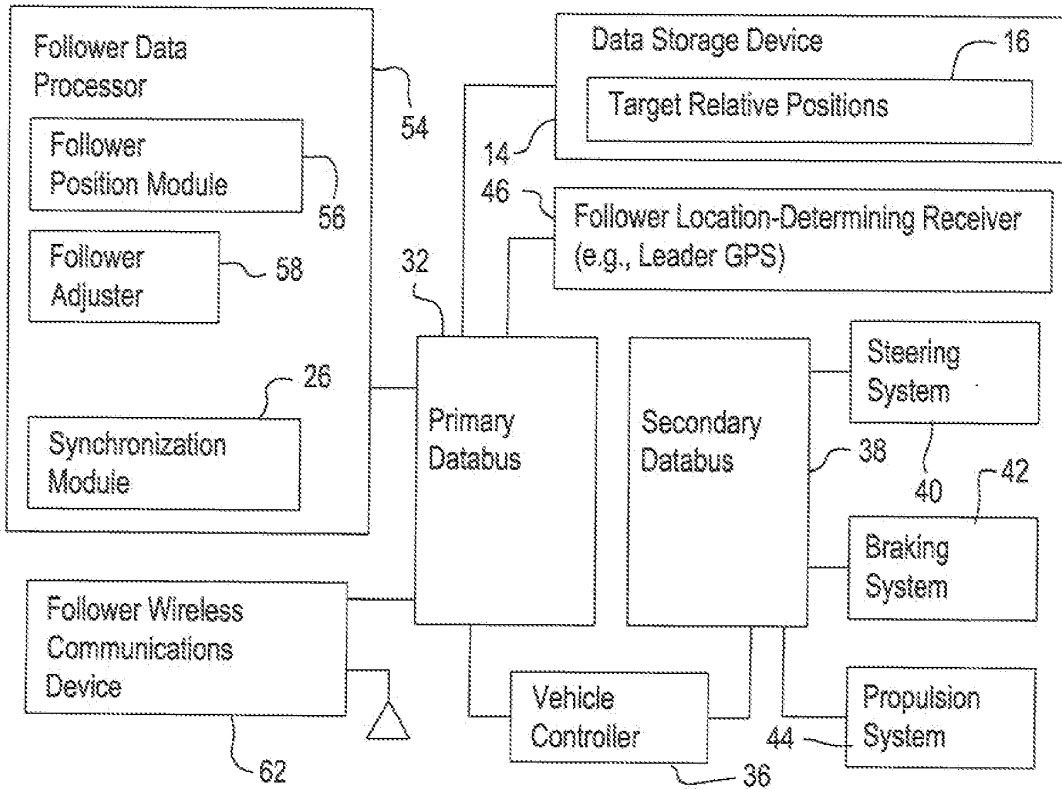 Follower Data
Processor
54
Follower
Position Module
56
Follower
Adjuster
58
26
Synchronization
Module
Data Storage Device
16
Target Relative Positions
14
46
Follower Location-Determining Receiver
(e.g., Leader GPS)
32
Primary
Databus
Secondary
Databus
38
Steering
System
40
42
Braking
System
Follower Wireless
Communications
Device
62
Vehicle
Controller
36
44
Propulsion
System